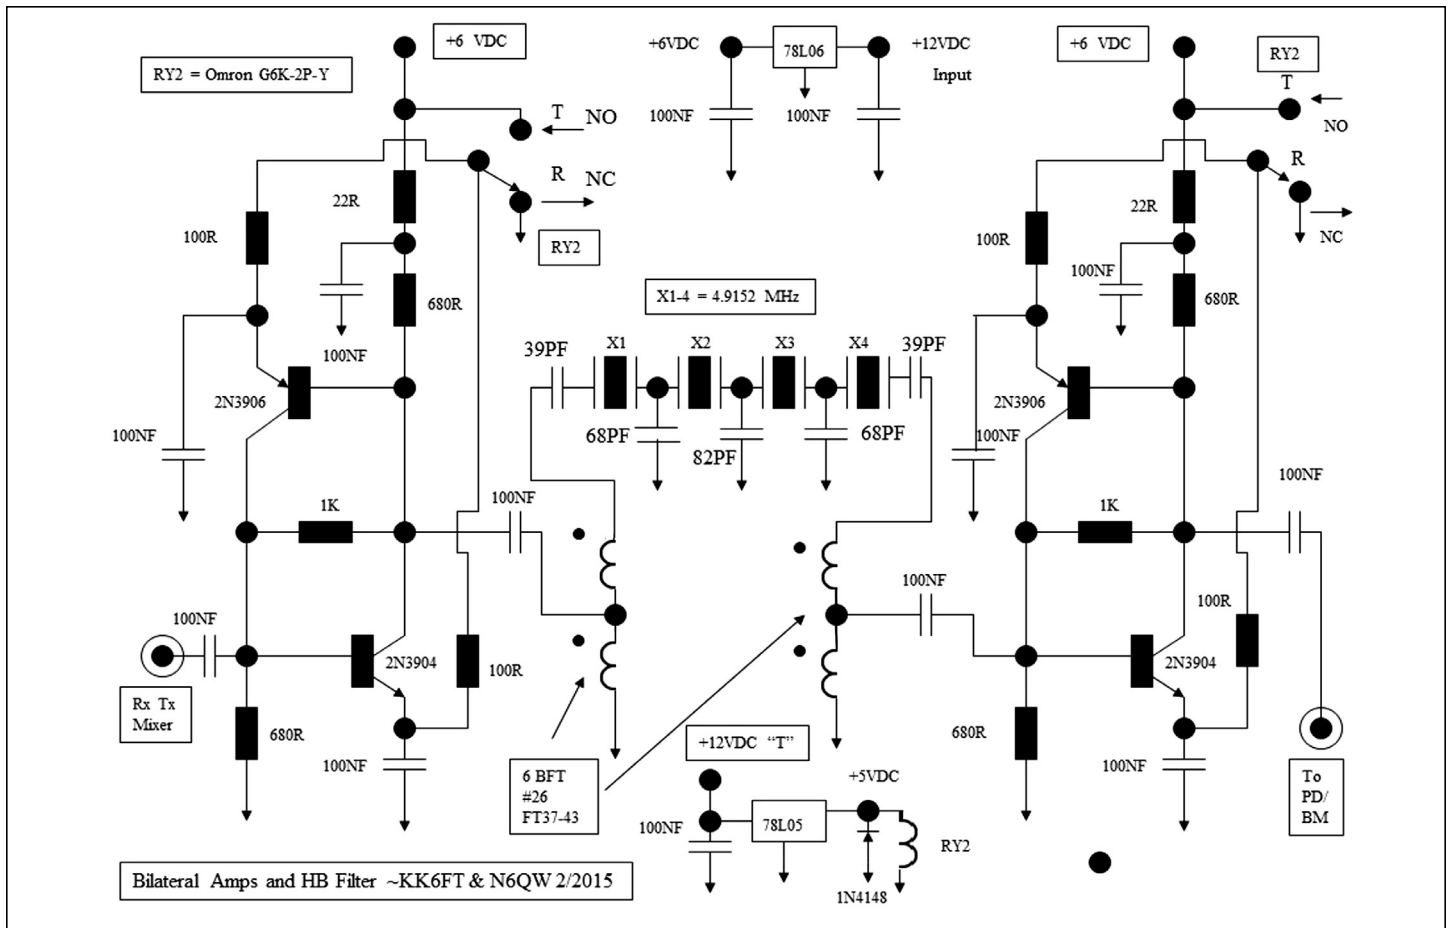 +6 VDC
+6VDC
78L06
+12VDC
Input
+6 VDC
RY2
RY2 = Omron G6K-2P-Y
T
NO
100NF
100NF
T
NO
R
NC
R
NC
22R
22R
100R
RY2
100R
100NF
X1-4 = 4.9152 MHz
680R
680R
100NF
39PF
X1
X2
X3
X4
39PF
2N3906
2N3906
100NF
68PF
82PF
68PF
100NF
100NF
1K
100NF
1K
100NF
100R
100NF
2N3904
100R
2N3904
Rx Tx
Mixer
680R
680R
+12VDC “T”
100NF
100NF
6 BFT
#26
FT37-43
+5VDC
To
PD/
BM
100NF
78L05
RY2
1N4148
Bilateral Amps and HB Filter ~KK6FT & N6QW 2/2015